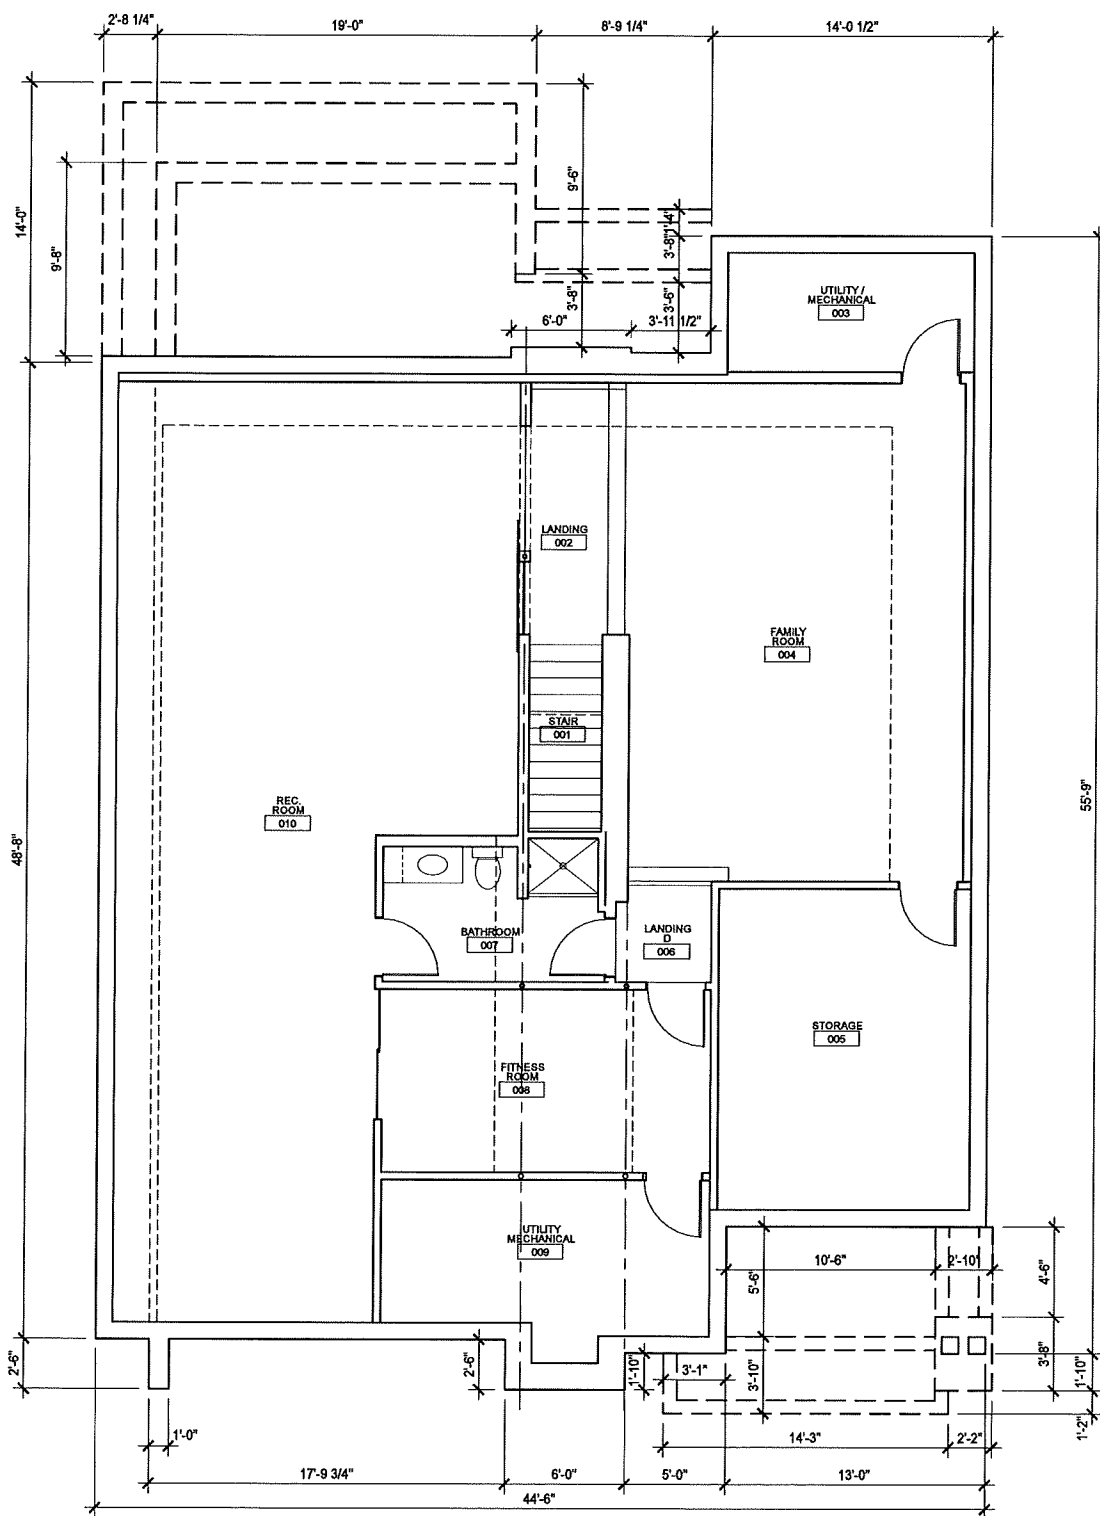 2'-8 1/4"
19'-0"
8'-9 1/4"
14'-0 1/2"
14'-0"
9'-8"
9'-6"
1'-4"
3'-8"
3'-8"
3'-6"
6'-0"
3'-11 1/2"
UTILITY /
MECHANICAL
003
LANDING
002
FAMILY
ROOM
004
STAIR
001
REC.
ROOM
010
48'-8"
55'-9"
BATHROOM
007
LANDING
D
006
STORAGE
005
FITNESS
ROOM
008
UTILITY
MECHANICAL
009
10'-6"
2'-10"
5'-6"
4'-6"
2'-6"
2'-6"
1'-10"
3'-1"
3'-10"
3'-8"
1'-10"
1'-2"
1'-0"
14'-3"
2'-2"
17'-9 3/4"
6'-0"
5'-0"
13'-0"
44'-6"